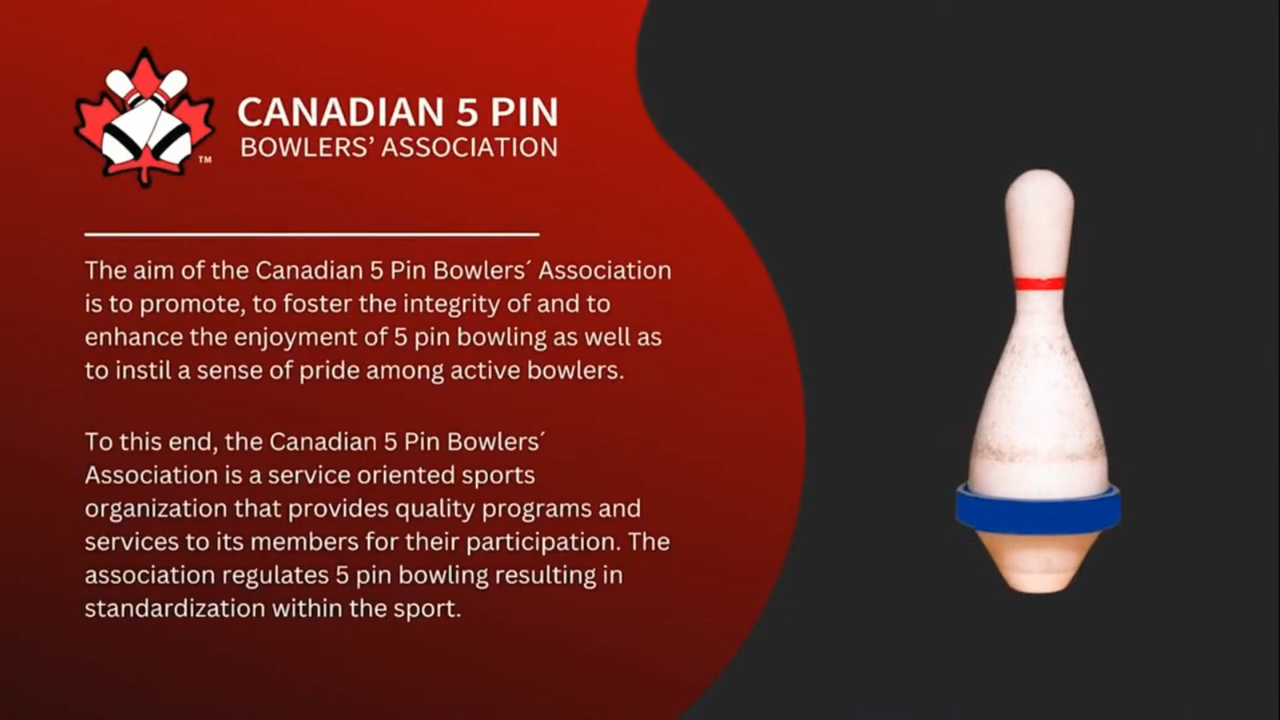 CANADIAN 5 PIN
BOWLERS’ ASSOCIATION
TM
The aim of the Canadian 5 Pin Bowlers´ Association
is to promote, to foster the integrity of and to
enhance the enjoyment of 5 pin bowling as well as
to instil a sense of pride among active bowlers.
To this end, the Canadian 5 Pin Bowlers´
Association is a service oriented sports
organization that provides quality programs and
services to its members for their participation. The
association regulates 5 pin bowling resulting in
standardization within the sport.